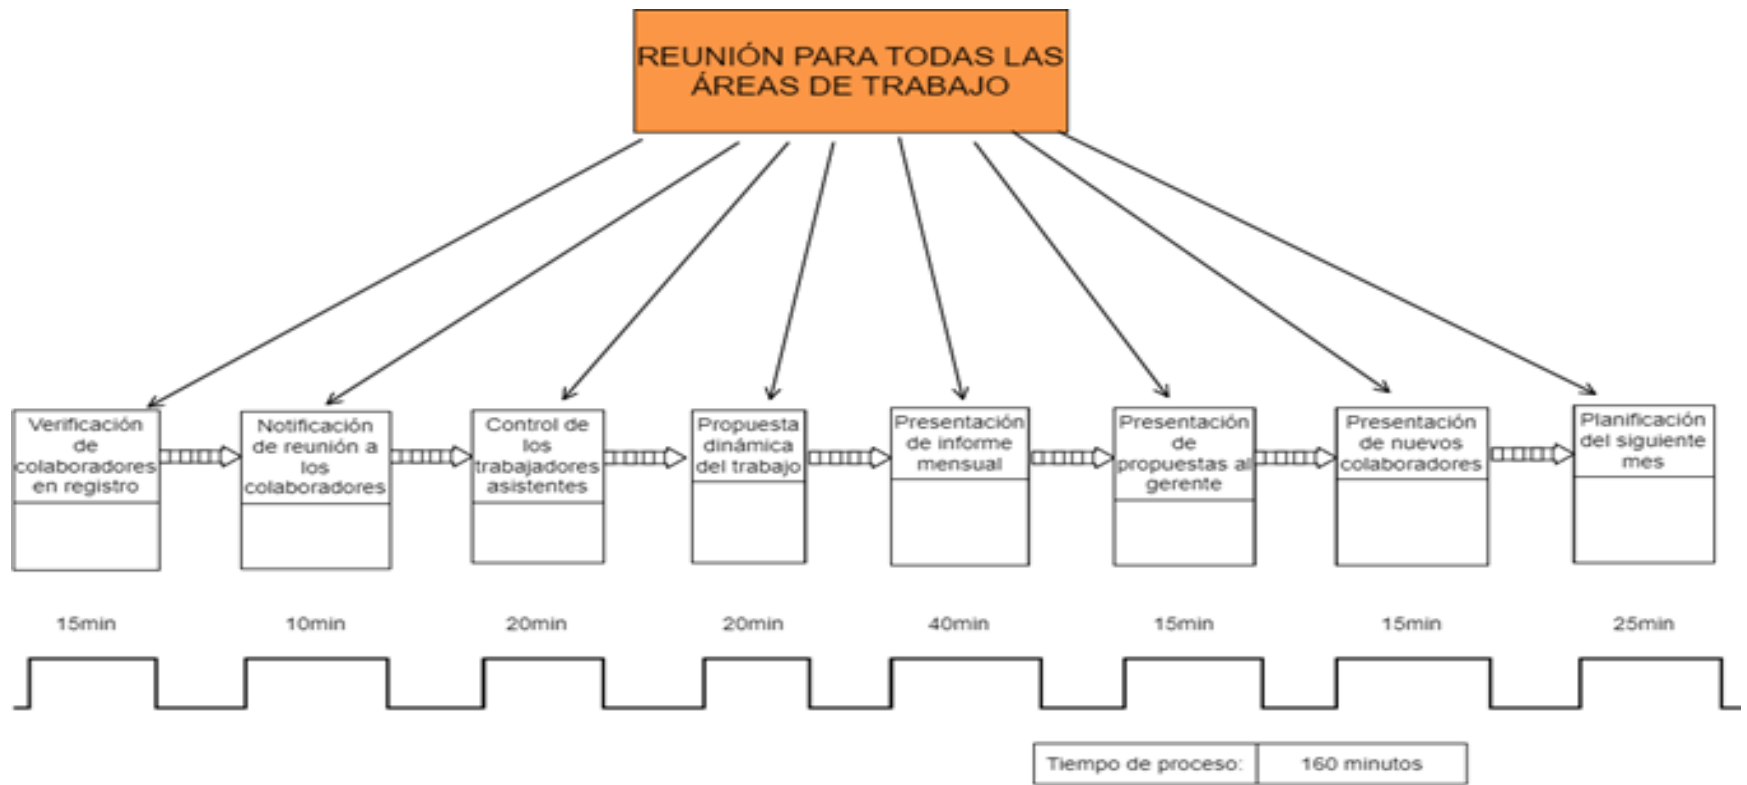 REUNIÓN PARA TODAS LAS
ÁREAS DE TRABAJO
Verificación
de
colaboradores
en registro
Notificación
de reunión a
los
colaboradores
Control de
los
trabajadores
asistentes
Propuesta
dinámica
del trabajo
Presentación
de informe
mensual
Presentación
de
propuestas al
gerente
Presentación
de nuevos
colaboradores
Planificación
del siguiente
mes
15min
10min
20min
20min
40min
15min
15min
25min
Tiempo de proceso:
160 minutos